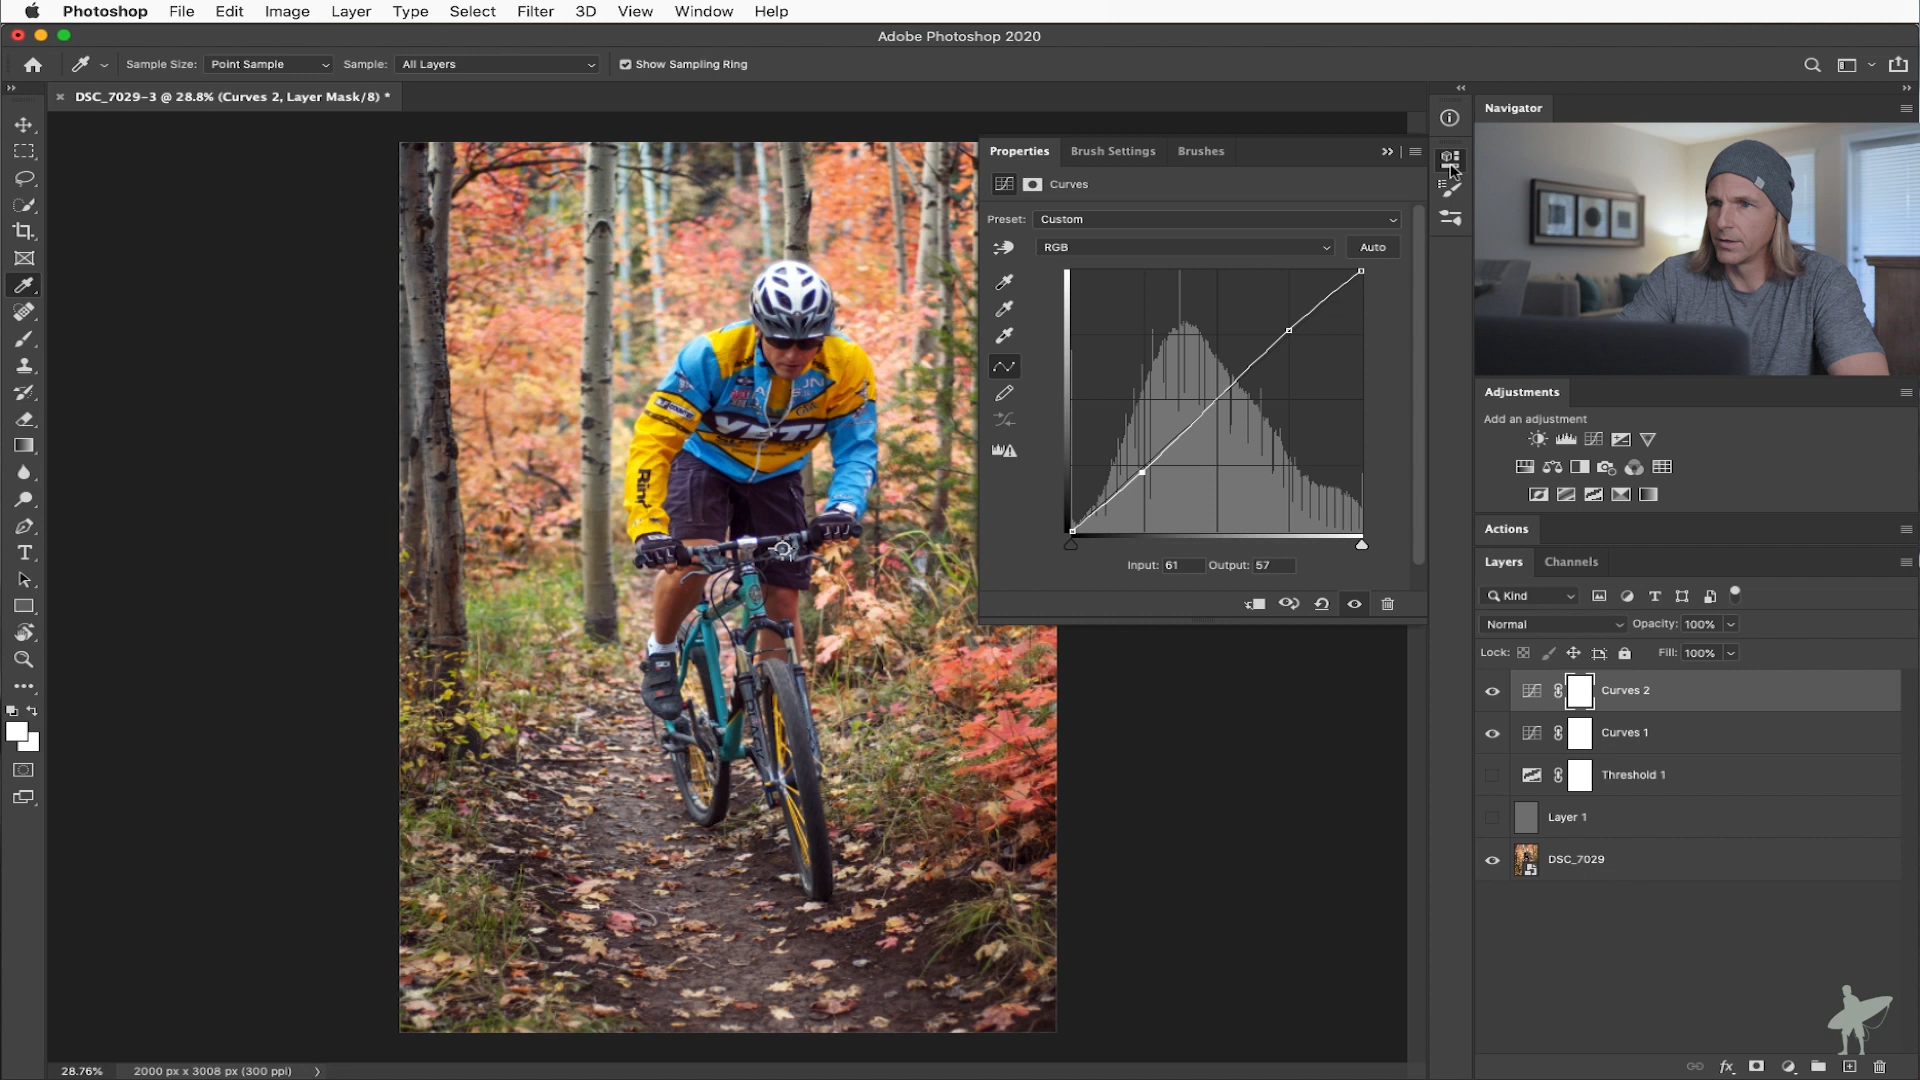 Photoshop File Edit Image Layer Type Select Filter 3D View Window Help
Adobe Photoshop 2020
Sample Size: Point Sample Sample: All Layers Show Sampling Ring
DSC_7029-3 @ 28.8% (Curves 2, Layer Mask/8) *
Navigator
Properties Brush Settings Brushes
Curves
Preset: Custom
RGB Auto
Input: 61 Output: 57
YETI
Adjustments
Add an adjustment
Actions
Layers Channels
Kind
Normal Opacity: 100%
Lock: Fill: 100%
Curves 2
Curves 1
Threshold 1
Layer 1
DSC_7029
28.76% 2000 px x 3008 px (300 ppi)
fx